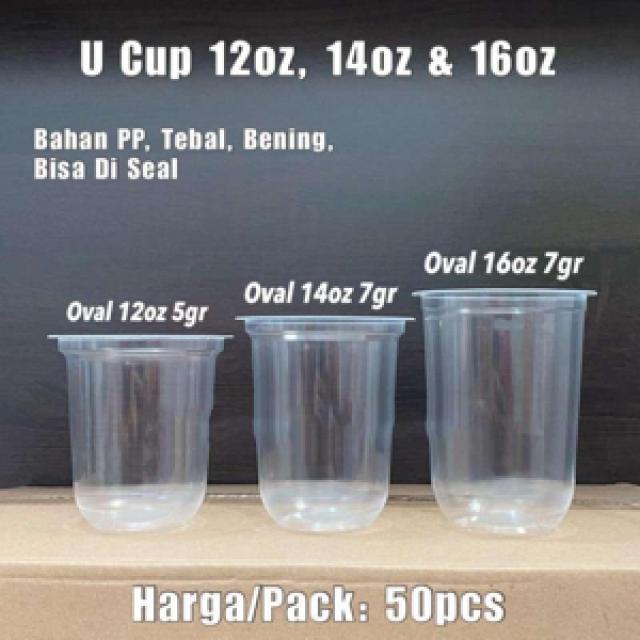 U Cup 12oz, 14oz & 16oz
Bahan PP, Tebal, Bening,
Bisa Di Seal
Oval 12oz 5gr
Oval 14oz 7gr
Oval 16oz 7gr
Harga/Pack: 50pcs